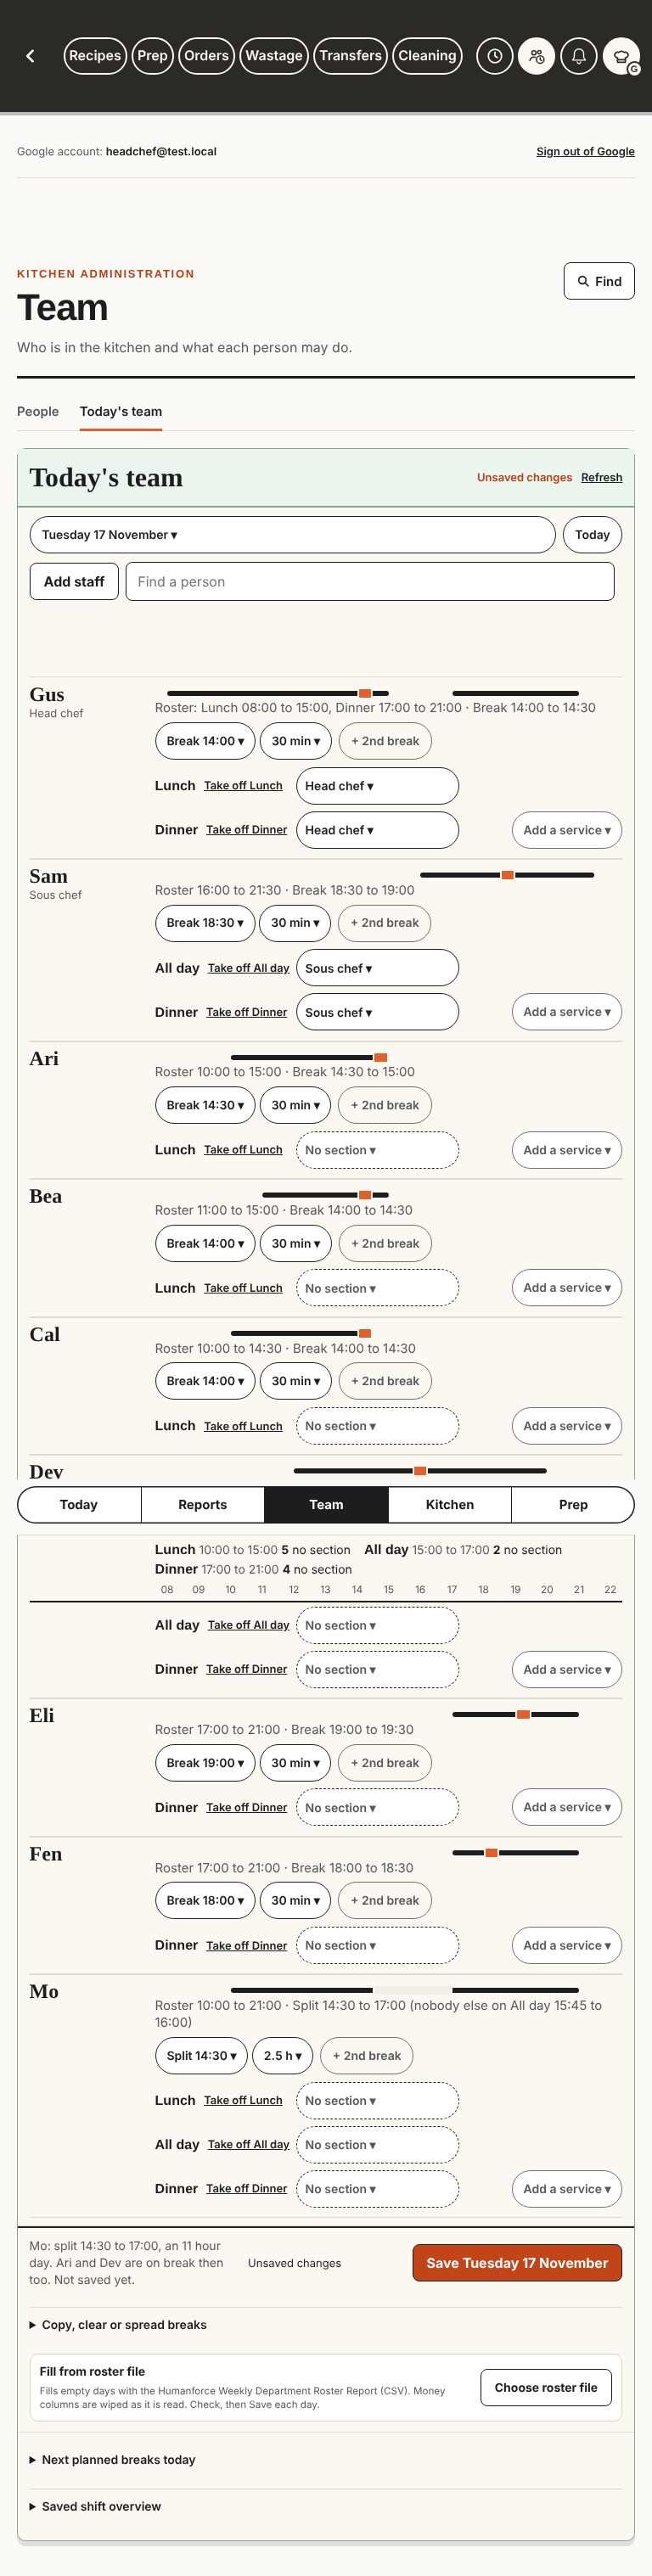 Recipes Prep Orders Wastage Transfers Cleaning
G
Google account: headchef@test.local Sign out of Google
KITCHEN ADMINISTRATION
Team
Find
Who is in the kitchen and what each person may do.
People Today's team
Today's team
Unsaved changes Refresh
Tuesday 17 November ▾ Today
Add staff Find a person
Gus
Head chef
Roster: Lunch 08:00 to 15:00, Dinner 17:00 to 21:00 · Break 14:00 to 14:30
Break 14:00 ▾ 30 min ▾ + 2nd break
Lunch Take off Lunch Head chef ▾
Dinner Take off Dinner Head chef ▾ Add a service ▾
Sam
Sous chef
Roster 16:00 to 21:30 · Break 18:30 to 19:00
Break 18:30 ▾ 30 min ▾ + 2nd break
All day Take off All day Sous chef ▾
Dinner Take off Dinner Sous chef ▾ Add a service ▾
Ari
Roster 10:00 to 15:00 · Break 14:30 to 15:00
Break 14:30 ▾ 30 min ▾ + 2nd break
Lunch Take off Lunch No section ▾ Add a service ▾
Bea
Roster 11:00 to 15:00 · Break 14:00 to 14:30
Break 14:00 ▾ 30 min ▾ + 2nd break
Lunch Take off Lunch No section ▾ Add a service ▾
Cal
Roster 10:00 to 14:30 · Break 14:00 to 14:30
Break 14:00 ▾ 30 min ▾ + 2nd break
Lunch Take off Lunch No section ▾ Add a service ▾
Dev
Today Reports Team Kitchen Prep
Lunch 10:00 to 15:00 5 no section All day 15:00 to 17:00 2 no section
Dinner 17:00 to 21:00 4 no section
08 09 10 11 12 13 14 15 16 17 18 19 20 21 22
All day Take off All day No section ▾
Dinner Take off Dinner No section ▾ Add a service ▾
Eli
Roster 17:00 to 21:00 · Break 19:00 to 19:30
Break 19:00 ▾ 30 min ▾ + 2nd break
Dinner Take off Dinner No section ▾ Add a service ▾
Fen
Roster 17:00 to 21:00 · Break 18:00 to 18:30
Break 18:00 ▾ 30 min ▾ + 2nd break
Dinner Take off Dinner No section ▾ Add a service ▾
Mo
Roster 10:00 to 21:00 · Split 14:30 to 17:00 (nobody else on All day 15:45 to
16:00)
Split 14:30 ▾ 2.5 h ▾ + 2nd break
Lunch Take off Lunch No section ▾
All day Take off All day No section ▾
Dinner Take off Dinner No section ▾ Add a service ▾
Mo: split 14:30 to 17:00, an 11 hour
day. Ari and Dev are on break then
too. Not saved yet.
Unsaved changes
Save Tuesday 17 November
Copy, clear or spread breaks
Fill from roster file
Fills empty days with the Humanforce Weekly Department Roster Report (CSV). Money
columns are wiped as it is read. Check, then Save each day.
Choose roster file
Next planned breaks today
Saved shift overview